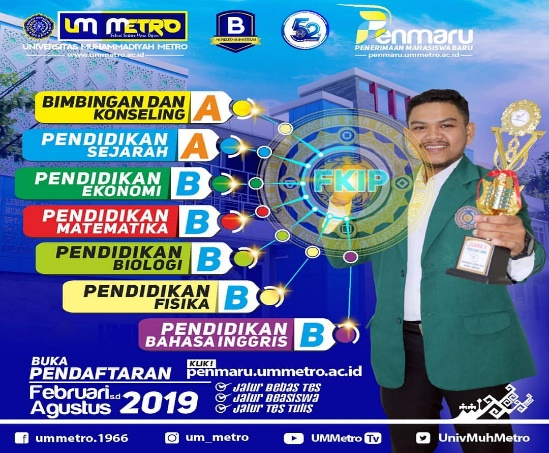 UM METRO
UNIVERSITAS MUHAMMADIYAH METRO
www.ummetro.ac.id
B
52
Penmaru
PENERIMAAN MAHASISWA BARU
penmaru.ummetro.ac.id
BIMBINGAN DAN
KONSELING A
PENDIDIKAN
SEJARAH A
PENDIDIKAN
EKONOMI B
PENDIDIKAN
MATEMATIKA B
PENDIDIKAN
BIOLOGI B
PENDIDIKAN
FISIKA B
PENDIDIKAN
BAHASA INGGRIS B
FKIP
BUKA
PENDAFTARAN
Februari s.d
Agustus 2019
KLIK!
penmaru.ummetro.ac.id
Jalur Bebas Tes
Jalur Beasiswa
Jalur Tes Tulis
ummetro.1966
um_metro
UMMetro Tv
UnivMuhMetro